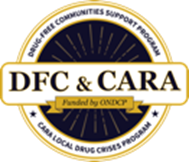 DRUG-FREE COMMUNITIES SUPPORT PROGRAM
DFC & CARA
Funded by ONDCP
CARA LOCAL DRUG CRISES PROGRAM